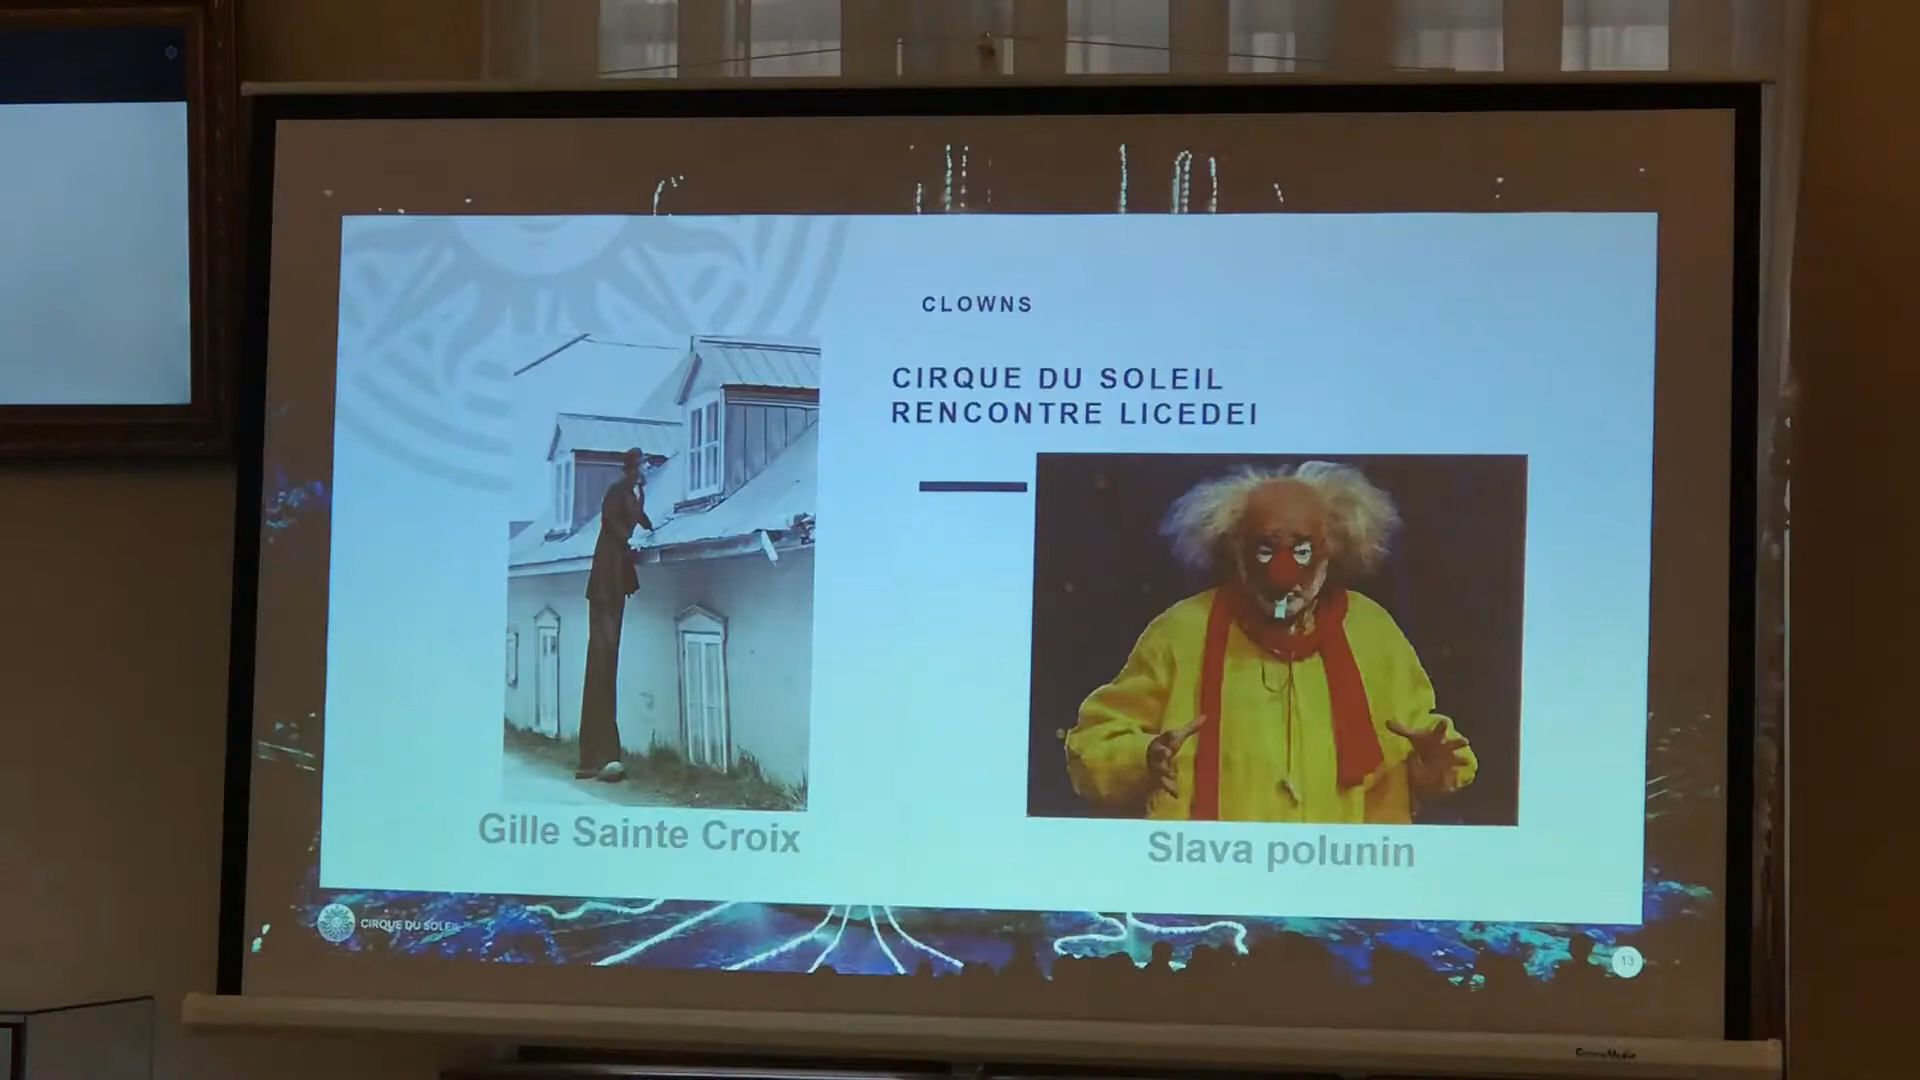 CLOWNS
CIRQUE DU SOLEIL
RENCONTRE LICEDEI
Gille Sainte Croix
Slava polunin
CIRQUE DU SOLEIL
13